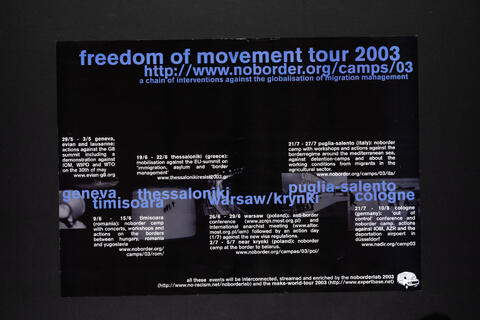 freedom of movement tour 2003
http://www.noborder.org/camps/03
a chain of interventions against the globalisation of migration management
29/5 - 3/5 geneva,
evian and lausanne:
actions against the G8
summit including a
demonstration against
IOM, WIPO and WTO
on the 30th of may
www.evian-g8.org
19/6 - 22/6 thessaloniki (greece):
mobilisation against the EU-summit on
'immigration, asylum and 'border
management'
www.thessalonikiresist2003
21/7 - 27/7 puglia-salento (italy): noborder
camp with workshops and actions against the
borderregime around the mediterranean sea,
against detention-camps and about the
working conditions from migrants in the
agricultural sector.
www.noborder.org/camps/03/ita/
geneva
timisoara
thessaloniki
warsaw/krynki
puglia-salento
cologne
9/6 - 15/6 timisoara
(romania): noborder camp
with concerts, workshops
and actions on the
borders between
hungary, romania
and yugoslavia
www.noborder.org/
campas/03/rom/
26/6 - 29/6 warsaw (poland): anti-border
conference (www.zcnjn.most.org.pl) and
international anarchist meeting (www.alter.
most.org.pl/iam) followed by an action day
(1/7) against the new visa regulations.
2/7 - 5/7 near krynki (poland): noborder
camp at the border to belarus.
www.noborder.org/camps/03/pol/
21/7 - 10/8 cologne
(germany): 'out of
control' conference and
noborder camp. actions
against IOM, AZR and the
deportation airport in
düsseldorf
www.nadir.org/camp03
all these events will be interconnected, streamed and enriched by the noborderlab 2003
(http://www.no-racism.net/noborderlab) and the make-world-tour 2003 (http://www.expertbase.net)